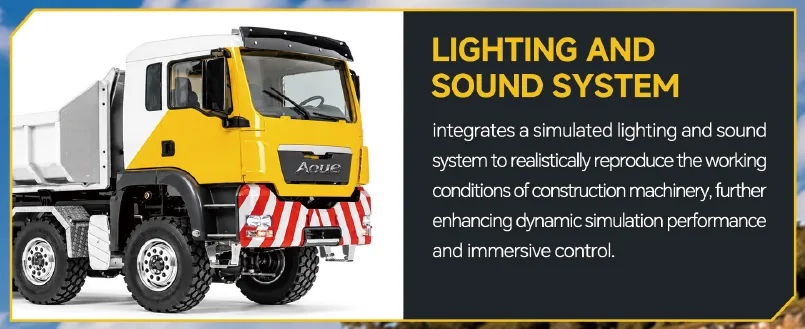 Aoue
LIGHTING AND
SOUND SYSTEM
integrates a simulated lighting and sound
system to realistically reproduce the working
conditions of construction machinery, further
enhancing dynamic simulation performance
and immersive control.